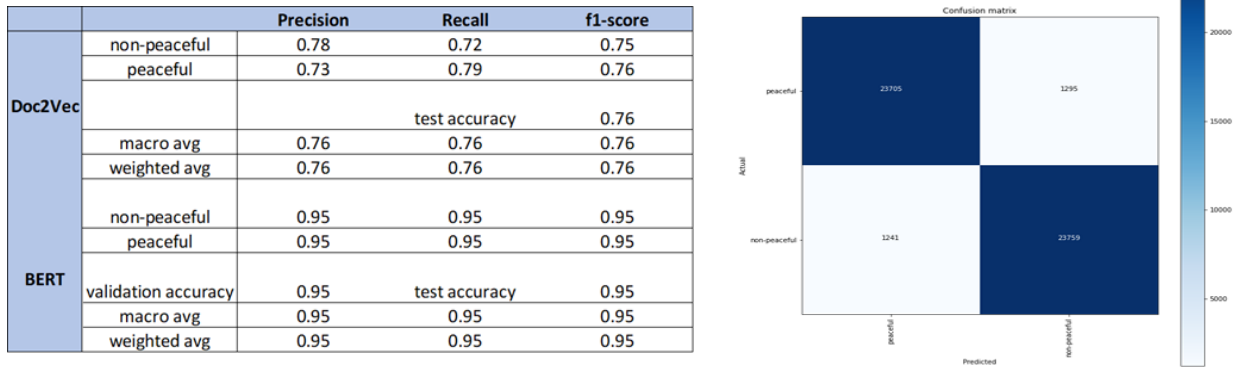 Precision Recall f1-score
non-peaceful 0.78 0.72 0.75
peaceful 0.73 0.79 0.76
Doc2Vec
test accuracy 0.76
macro avg 0.76 0.76 0.76
weighted avg 0.76 0.76 0.76
non-peaceful 0.95 0.95 0.95
peaceful 0.95 0.95 0.95
BERT
validation accuracy 0.95 test accuracy 0.95
macro avg 0.95 0.95 0.95
weighted avg 0.95 0.95 0.95
Confusion matrix
peaceful 23705 1295
Actual
non-peaceful 1241 23759
peaceful non-peaceful
Predicted
20000
15000
10000
5000